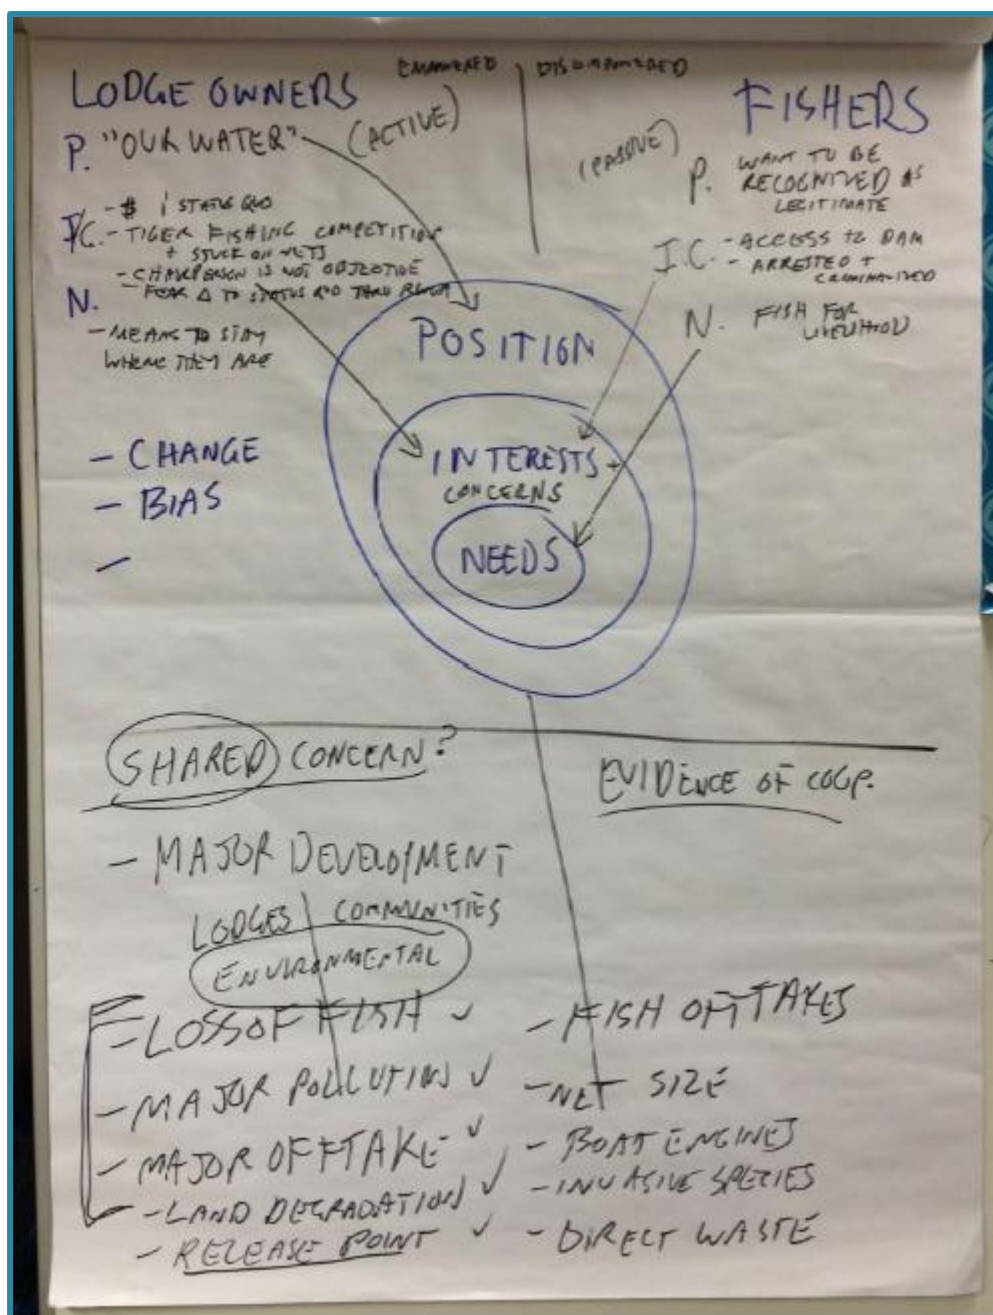 LODGE OWNERS
P. "OUR WATER"
(ACTIVE)
I/C. - $ / STATUS QUO
- TIGER FISHING COMPETITION
+ STUCK ON NETS
- CHAIRPERSON IS NOT OBJECTIVE
- FEAR Δ TO STATUS QUO THRU
N.
- MEANS TO STAY
WHERE THEY ARE
- CHANGE
- BIAS
-
FISHERS
(PASSIVE)
P. WANT TO BE
RECOGNIZED AS
LEGITIMATE
I.C. - ACCESS TO DAM
- ARRESTED +
CRIMINALIZED
N. FISH FOR
LIVELIHOOD
POSITION
INTERESTS
CONCERNS
NEEDS
SHARED CONCERN?
- MAJOR DEVELOPMENT
LODGES | COMMUNITIES
ENVIRONMENTAL
- LOSS OF FISH ✓
- MAJOR POLLUTING ✓
- MAJOR OFFTAKE ✓
- LAND DEGRADATION ✓
- RELEASE POINT ✓
EVIDENCE OF COOP.
- FISH OFFTAKES
- NET SIZE
- BOAT ENGINES
- INVASIVE SPECIES
- DIRECT WASTE